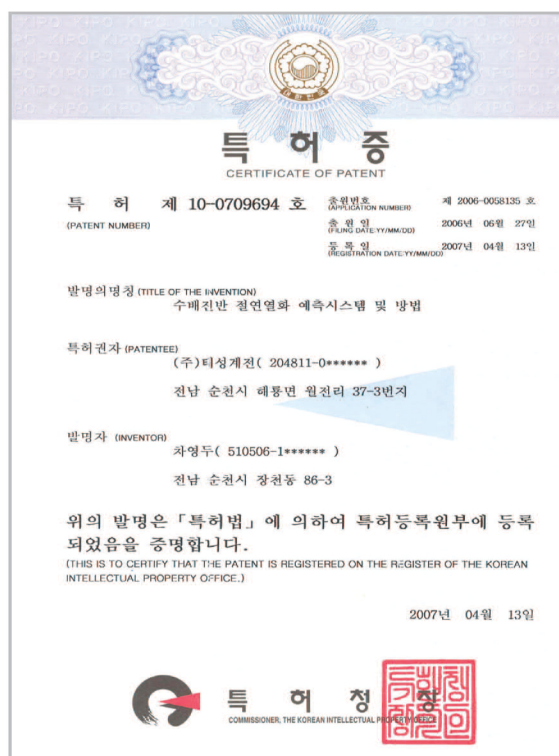 대한민국
특 허 증
CERTIFICATE OF PATENT
특 허 제 10-0709694 호 출원번호 제 2006-0058135 호
(PATENT NUMBER) (APPLICATION NUMBER)
출 원 일 2006년 06월 27일
(FILING DATE:YY/MM/DD)
등 록 일 2007년 04월 13일
(REGISTRATION DATE:YY/MM/DD)
발명의명칭 (TITLE OF THE INVENTION)
수배전반 절연열화 예측시스템 및 방법
특허권자 (PATENTEE)
(주)티성계전( 204811-0****** )
전남 순천시 해룡면 월전리 37-3번지
발명자 (INVENTOR)
차영두( 510506-1****** )
전남 순천시 장천동 86-3
위의 발명은 「특허법」에 의하여 특허등록원부에 등록
되었음을 증명합니다.
(THIS IS TO CERTIFY THAT THE PATENT IS REGISTERED ON THE REGISTER OF THE KOREAN
INTELLECTUAL PROPERTY OFFICE.)
2007년 04월 13일
특 허 청 장
COMMISSIONER, THE KOREAN INTELLECTUAL PROPERTY OFFICE